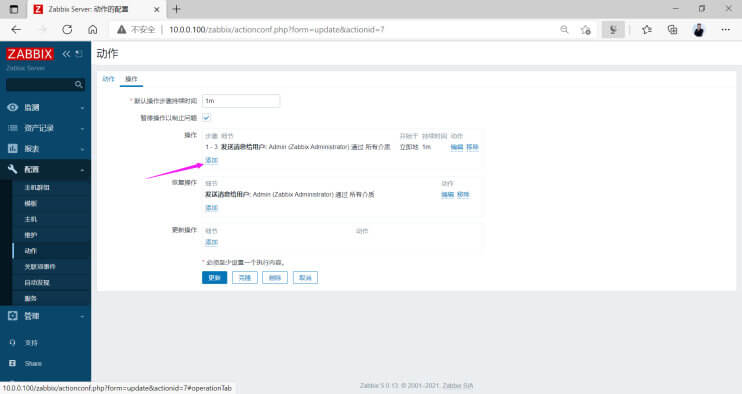 Zabbix Server: 动作的配置
不安全 | 10.0.0.100/zabbix/actionconf.php?form=update&actionid=7
ZABBIX
Zabbix Server
监测
资产记录
报表
配置
主机群组
模板
主机
维护
动作
关联项事件
自动发现
服务
管理
支持
Share
动作
动作 操作
* 默认操作步骤持续时间 1m
暂停操作以制止问题
操作 步骤 细节 开始于 持续时间 动作
1 - 3 发送消息给用户: Admin (Zabbix Administrator) 通过 所有介质 立即地 1m 编辑 移除
添加
恢复操作 细节 动作
发送消息给用户: Admin (Zabbix Administrator) 通过 所有介质 编辑 移除
添加
更新操作 细节 动作
添加
* 必须至少设置一个执行内容。
更新 克隆 删除 取消
10.0.0.100/zabbix/actionconf.php?form=update&actionid=7#operationTab
Zabbix 5.0.13. © 2001–2021, Zabbix SIA